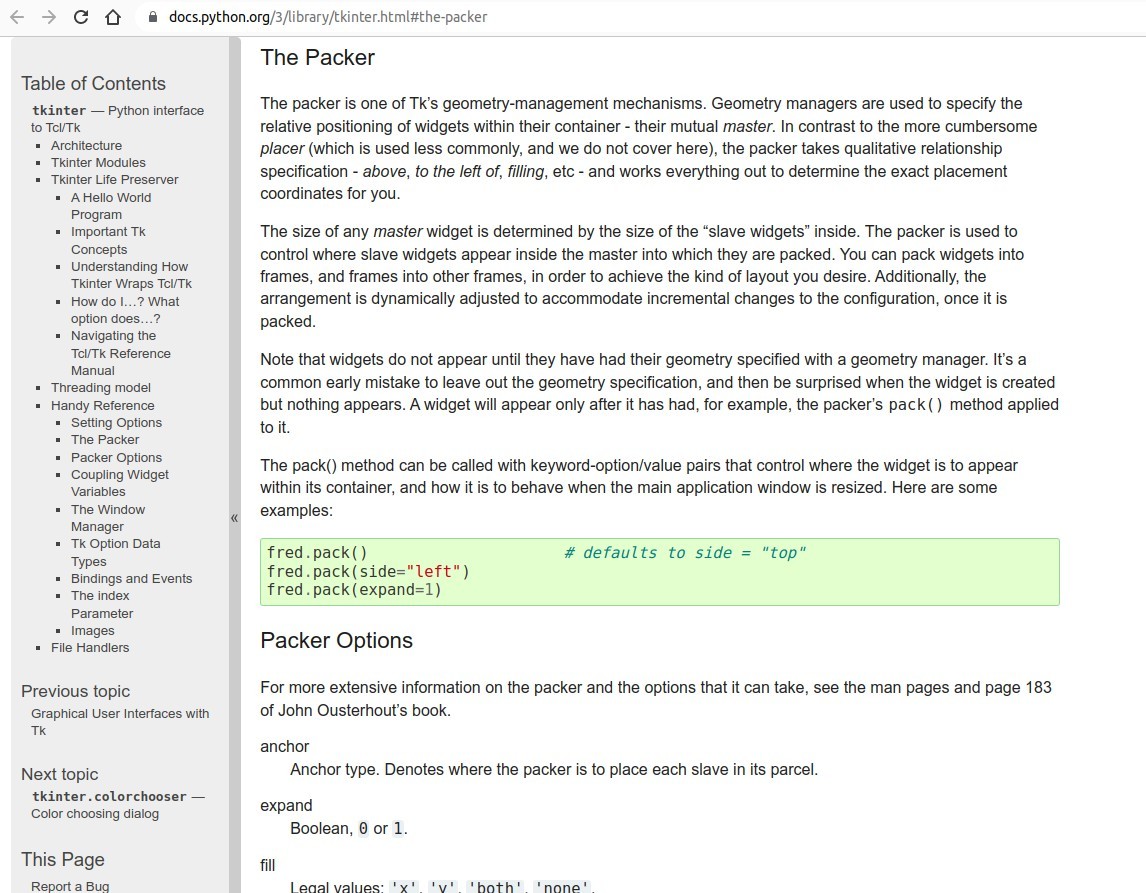 docs.python.org/3/library/tkinter.html#the-packer
Table of Contents
tkinter — Python interface
to Tcl/Tk
▪ Architecture
▪ Tkinter Modules
▪ Tkinter Life Preserver
▪ A Hello World
Program
▪ Important Tk
Concepts
▪ Understanding How
Tkinter Wraps Tcl/Tk
▪ How do I…? What
option does…?
▪ Navigating the
Tcl/Tk Reference
Manual
▪ Threading model
▪ Handy Reference
▪ Setting Options
▪ The Packer
▪ Packer Options
▪ Coupling Widget
Variables
▪ The Window
Manager
▪ Tk Option Data
Types
▪ Bindings and Events
▪ The index
Parameter
▪ Images
▪ File Handlers
Previous topic
Graphical User Interfaces with
Tk
Next topic
tkinter.colorchooser —
Color choosing dialog
This Page
Report a Bug
«
The Packer
The packer is one of Tk’s geometry-management mechanisms. Geometry managers are used to specify the
relative positioning of widgets within their container - their mutual master. In contrast to the more cumbersome
placer (which is used less commonly, and we do not cover here), the packer takes qualitative relationship
specification - above, to the left of, filling, etc - and works everything out to determine the exact placement
coordinates for you.
The size of any master widget is determined by the size of the “slave widgets” inside. The packer is used to
control where slave widgets appear inside the master into which they are packed. You can pack widgets into
frames, and frames into other frames, in order to achieve the kind of layout you desire. Additionally, the
arrangement is dynamically adjusted to accommodate incremental changes to the configuration, once it is
packed.
Note that widgets do not appear until they have had their geometry specified with a geometry manager. It’s a
common early mistake to leave out the geometry specification, and then be surprised when the widget is created
but nothing appears. A widget will appear only after it has had, for example, the packer’s pack() method applied
to it.
The pack() method can be called with keyword-option/value pairs that control where the widget is to appear
within its container, and how it is to behave when the main application window is resized. Here are some
examples:
fred.pack()                     # defaults to side = "top"
fred.pack(side="left")
fred.pack(expand=1)
Packer Options
For more extensive information on the packer and the options that it can take, see the man pages and page 183
of John Ousterhout’s book.
anchor
Anchor type. Denotes where the packer is to place each slave in its parcel.
expand
Boolean, 0 or 1.
fill
Legal values: 'x', 'y', 'both', 'none'.